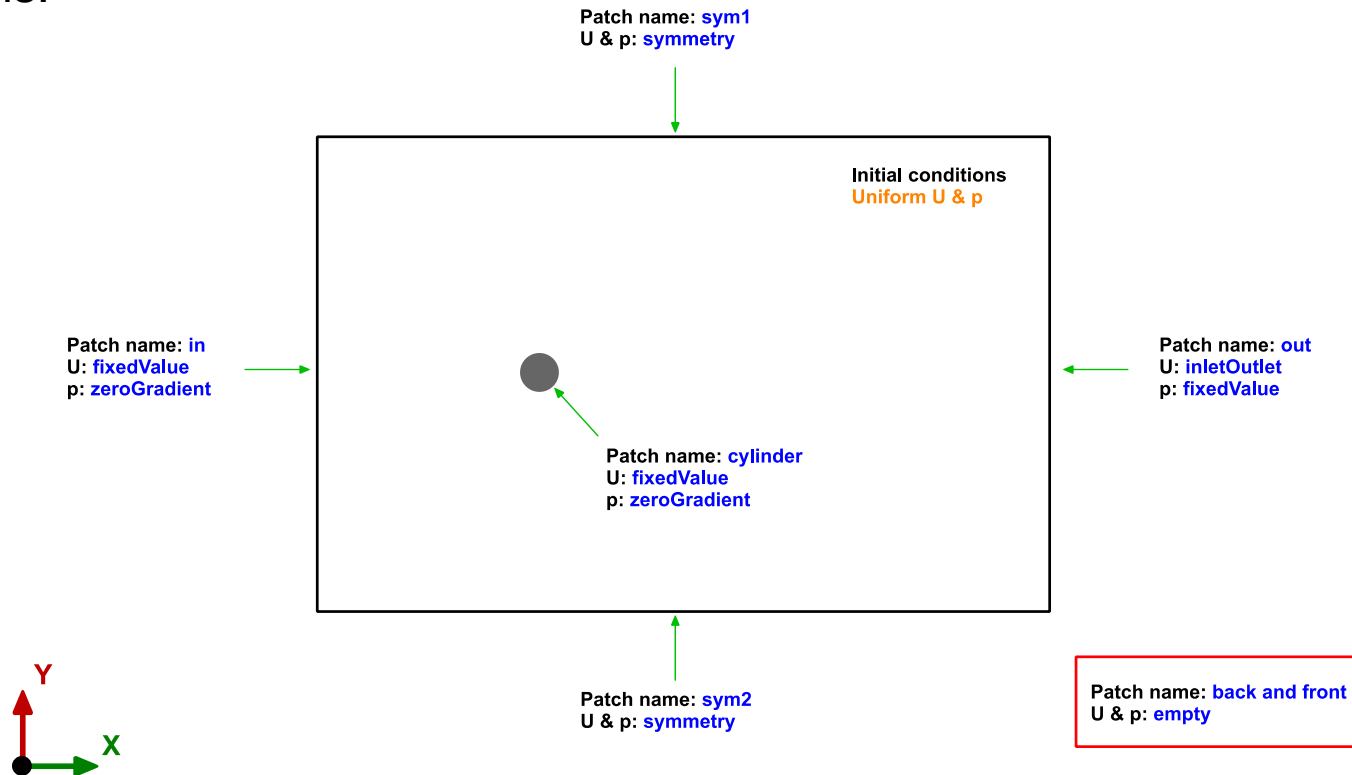 Patch name: sym1
U & p: symmetry
Initial conditions
Uniform U & p
Patch name: in
U: fixedValue
p: zeroGradient
Patch name: out
U: inletOutlet
p: fixedValue
Patch name: cylinder
U: fixedValue
p: zeroGradient
Patch name: sym2
U & p: symmetry
Patch name: back and front
U & p: empty
Y
X